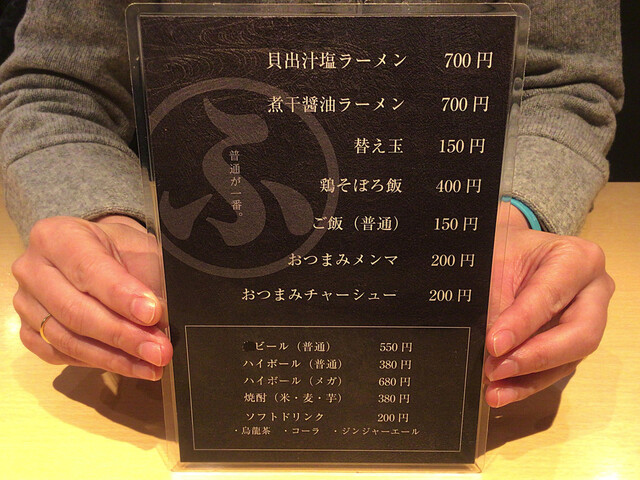 貝出汁塩ラーメン 700円
煮干醤油ラーメン 700円
替え玉 150円
鶏そぼろ飯 400円
ご飯（普通） 150円
おつまみメンマ 200円
おつまみチャーシュー 200円
ふ
普通が一番。
ビール（普通） 550円
ハイボール（普通） 380円
ハイボール（メガ） 680円
焼酎（米・麦・芋） 380円
ソフトドリンク 200円
・烏龍茶 ・コーラ ・ジンジャーエール